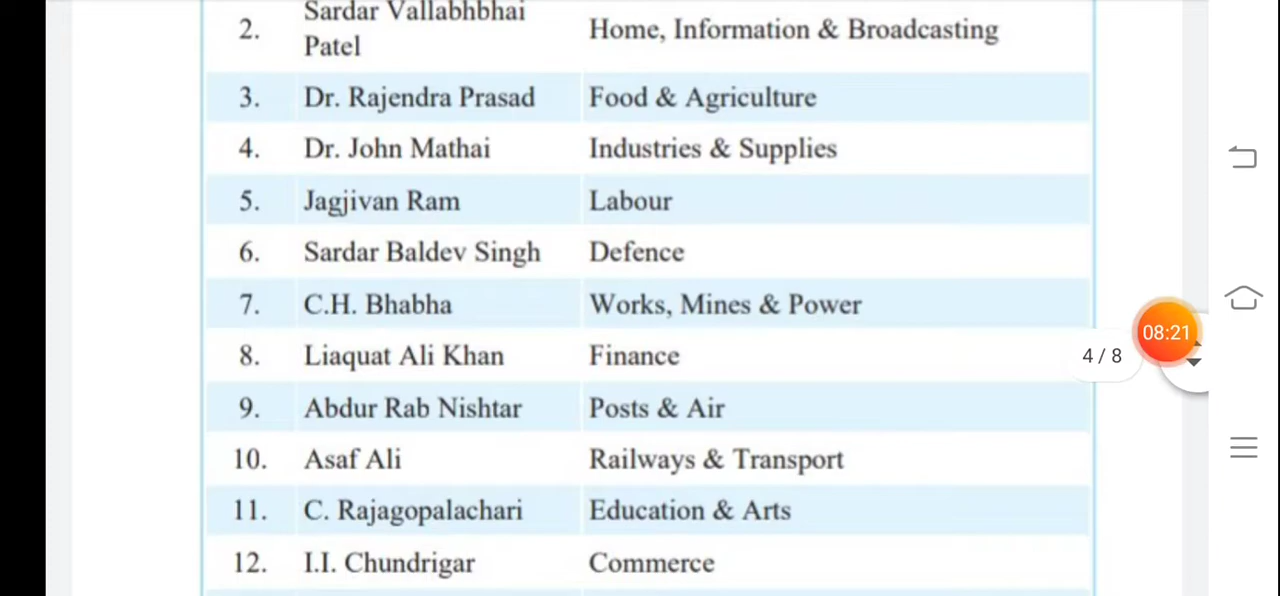 Sardar Vallabhbhai
2. Home, Information & Broadcasting
Patel
3. Dr. Rajendra Prasad Food & Agriculture
4. Dr. John Mathai Industries & Supplies
5. Jagjivan Ram Labour
6. Sardar Baldev Singh Defence
7. C.H. Bhabha Works, Mines & Power
8. Liaquat Ali Khan Finance
9. Abdur Rab Nishtar Posts & Air
10. Asaf Ali Railways & Transport
11. C. Rajagopalachari Education & Arts
12. I.I. Chundrigar Commerce
08:21
4 / 8